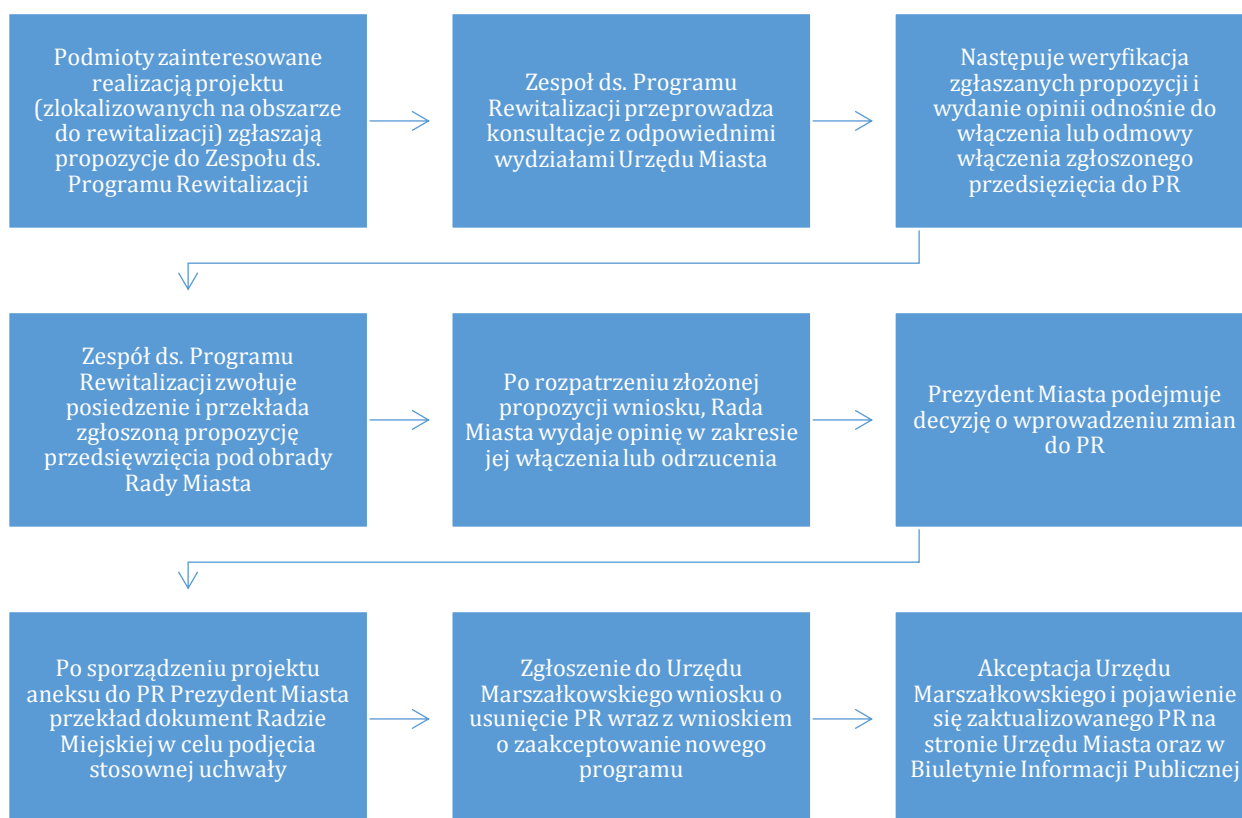 Podmioty zainteresowane
realizacją projektu
(zlokalizowanych na obszarze
do rewitalizacji) zgłaszają
propozycje do Zespołu ds.
Programu Rewitalizacji
Zespoł ds. Programu
Rewitalizacji przeprowadza
konsultacje z odpowiednimi
wydziałami Urzędu Miasta
Następuje weryfikacja
zgłaszanych propozycji i
wydanie opinii odnośnie do
włączenia lub odmowy
włączenia zgłoszonego
przedsięzięcia do PR
Zespół ds. Programu
Rewitalizacji zwołuje
posiedzenie i przekłada
zgłoszoną propozycję
przedsięwzięcia pod obrady
Rady Miasta
Po rozpatrzeniu złożonej
propozycji wniosku, Rada
Miasta wydaje opinię w zakresie
jej włączenia lub odrzucenia
Prezydent Miasta podejmuje
decyzję o wprowadzeniu zmian
do PR
Po sporządzeniu projektu
aneksu do PR Prezydent Miasta
przekład dokument Radzie
Miejskiej w celu podjęcia
stosownej uchwały
Zgłoszenie do Urzędu
Marszałkowskiego wniosku o
usunięcie PR wraz z wnioskiem
o zaakceptowanie nowego
programu
Akceptacja Urzędu
Marszałkowskiego i pojawienie
się zaktualizowanego PR na
stronie Urzędu Miasta oraz w
Biuletynie Informacji Publicznej